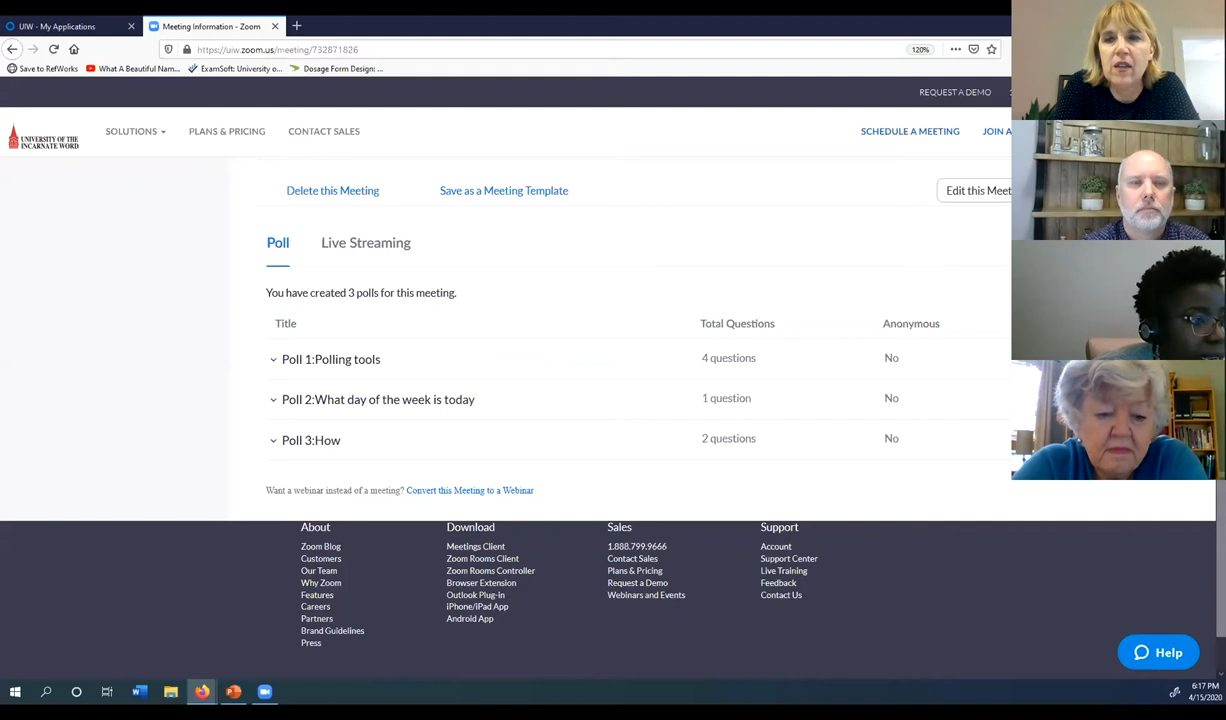 UIW - My Applications
Meeting Information - Zoom
https://uiw.zoom.us/meeting/732871826
120%
Save to RefWorks
What A Beautiful Nam...
ExamSoft: University o...
Dosage Form Design: ...
REQUEST A DEMO
UNIVERSITY OF THE
INCARNATE WORD
SOLUTIONS
PLANS & PRICING
CONTACT SALES
SCHEDULE A MEETING
JOIN A
Delete this Meeting
Save as a Meeting Template
Edit this Meet
Poll
Live Streaming
You have created 3 polls for this meeting.
Title Total Questions Anonymous
Poll 1:Polling tools 4 questions No
Poll 2:What day of the week is today 1 question No
Poll 3:How 2 questions No
Want a webinar instead of a meeting? Convert this Meeting to a Webinar
About
Zoom Blog
Customers
Our Team
Why Zoom
Features
Careers
Partners
Brand Guidelines
Press
Download
Meetings Client
Zoom Rooms Client
Zoom Rooms Controller
Browser Extension
Outlook Plug-in
iPhone/iPad App
Android App
Sales
1.888.799.9666
Contact Sales
Plans & Pricing
Request a Demo
Webinars and Events
Support
Account
Support Center
Live Training
Feedback
Contact Us
Help
6:17 PM
4/15/2020